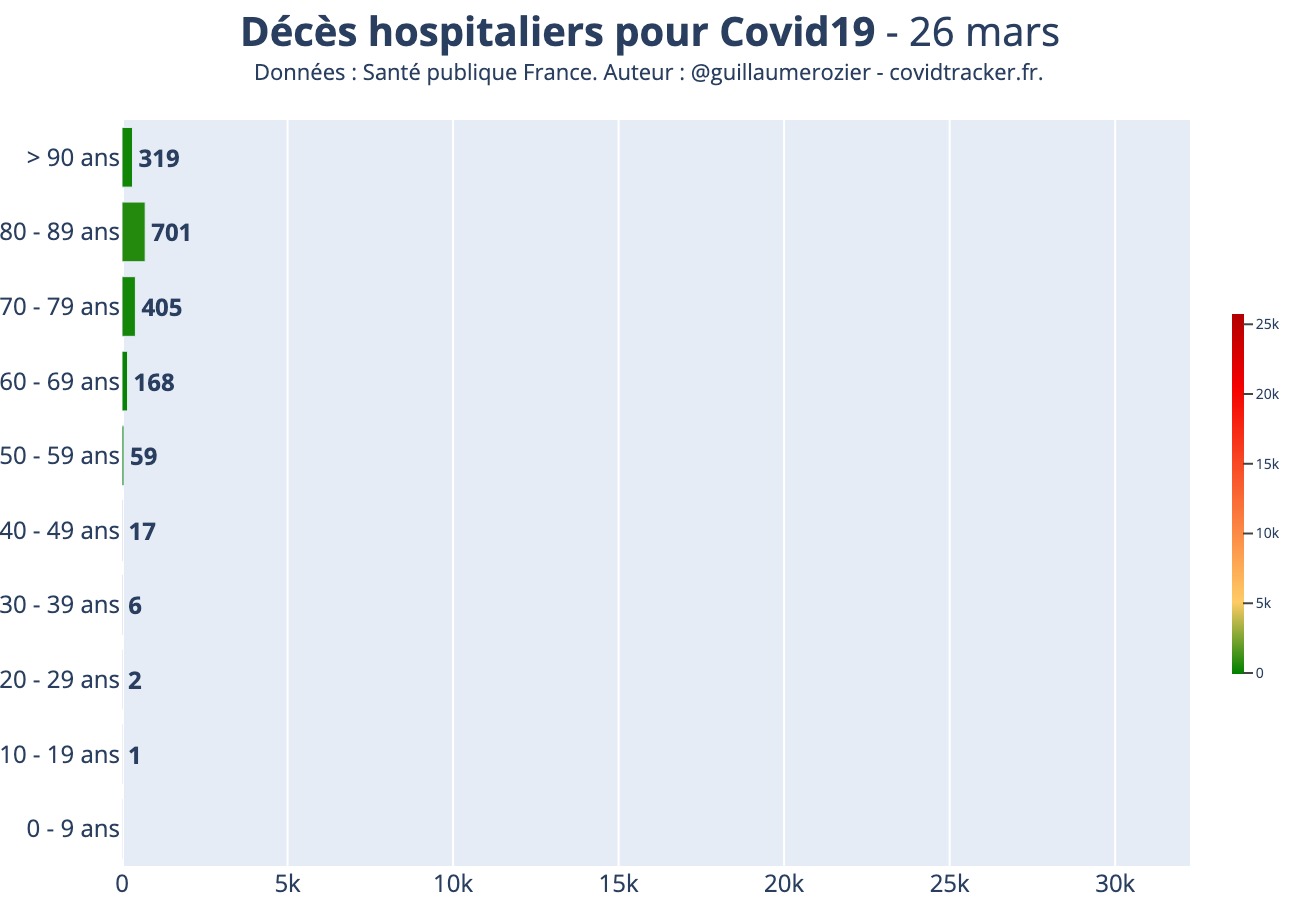 Décès hospitaliers pour Covid19 - 26 mars
Données : Santé publique France. Auteur : @guillaumerozier - covidtracker.fr.
> 90 ans 319
80 - 89 ans 701
70 - 79 ans 405
60 - 69 ans 168
50 - 59 ans 59
40 - 49 ans 17
30 - 39 ans 6
20 - 29 ans 2
10 - 19 ans 1
0 - 9 ans
0 5k 10k 15k 20k 25k 30k
25k
20k
15k
10k
5k
0